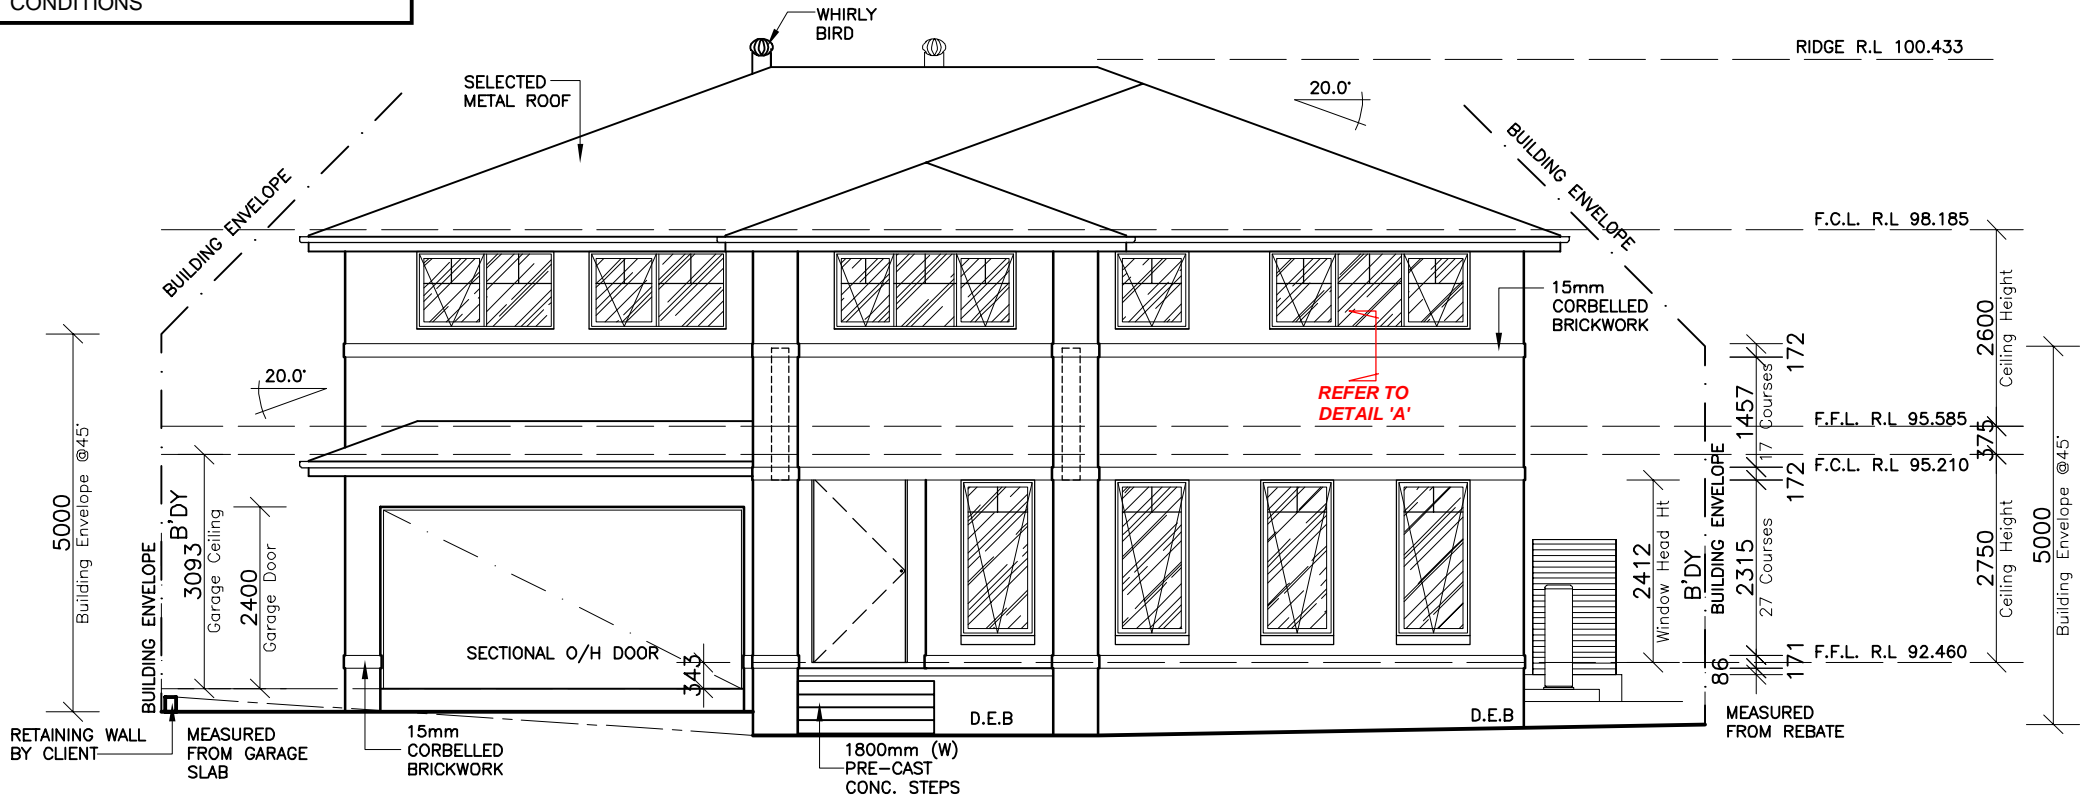 CONDITIONS
WHIRLY
BIRD
RIDGE R.L 100.433
SELECTED
METAL ROOF
20.0°
BUILDING ENVELOPE
BUILDING ENVELOPE
F.C.L. R.L 98.185
15mm
CORBELLED
BRICKWORK
2600
Ceiling Height
172
REFER TO
DETAIL 'A'
20.0°
1457
17 Courses
F.F.L. R.L 95.585
375
F.C.L. R.L 95.210
172
5000
Building Envelope @45°
BUILDING ENVELOPE
B'DY
3093
Garage Ceiling
2400
Garage Door
SECTIONAL O/H DOOR
343
2412
Window Head Ht
B'DY
BUILDING ENVELOPE
2315
27 Courses
2750
Ceiling Height
5000
Building Envelope @45°
F.F.L. R.L 92.460
171
86
D.E.B
D.E.B
RETAINING WALL
BY CLIENT
MEASURED
FROM GARAGE
SLAB
15mm
CORBELLED
BRICKWORK
1800mm (W)
PRE-CAST
CONC. STEPS
MEASURED
FROM REBATE